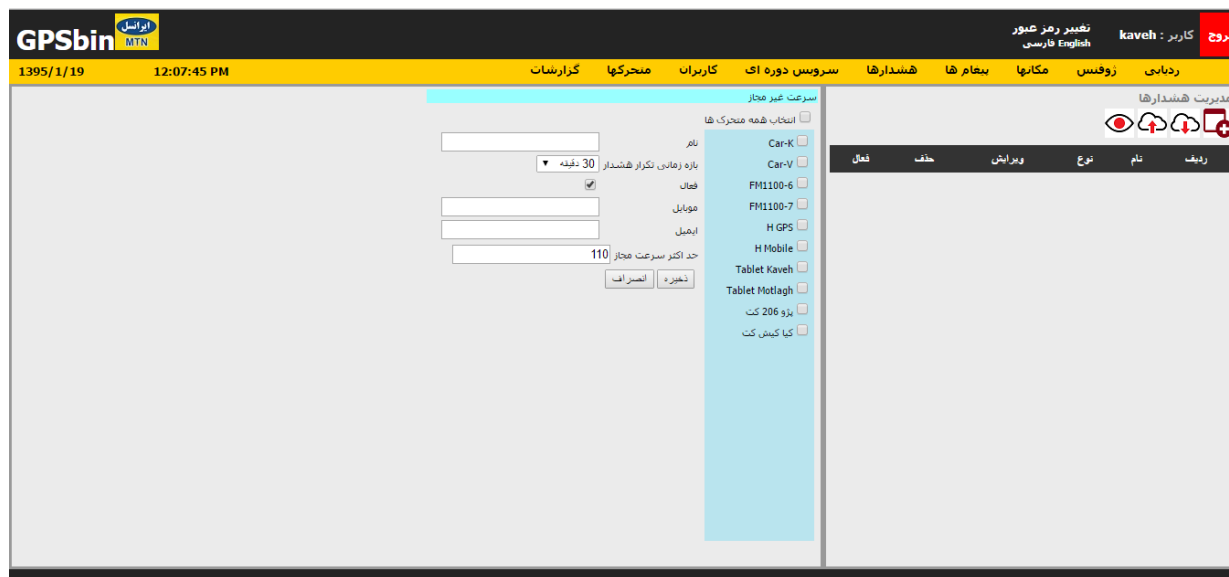 GPSbin ایرانسل MTN
تغییر رمز عبور
English فارسی
کاربر : kaveh
روج
1395/1/19 12:07:45 PM
ردیابی ژوفنس مکانها پیغام ها هشدارها سرویس دوره ای کاربران متحرکها گزارشات
مدیریت هشدارها
ردیف نام نوع ویرایش حذف فعال
سرعت غیر مجاز
انتخاب همه متحرک ها
Car-K
Car-V
FM1100-6
FM1100-7
H GPS
H Mobile
Tablet Kaveh
Tablet Motlagh
پژو 206 کت
کیا کیش کت
نام
بازه زمانی تکرار هشدار 30 دقیقه
فعال
موبایل
ایمیل
حد اکثر سرعت مجاز 110
ذخیره انصراف